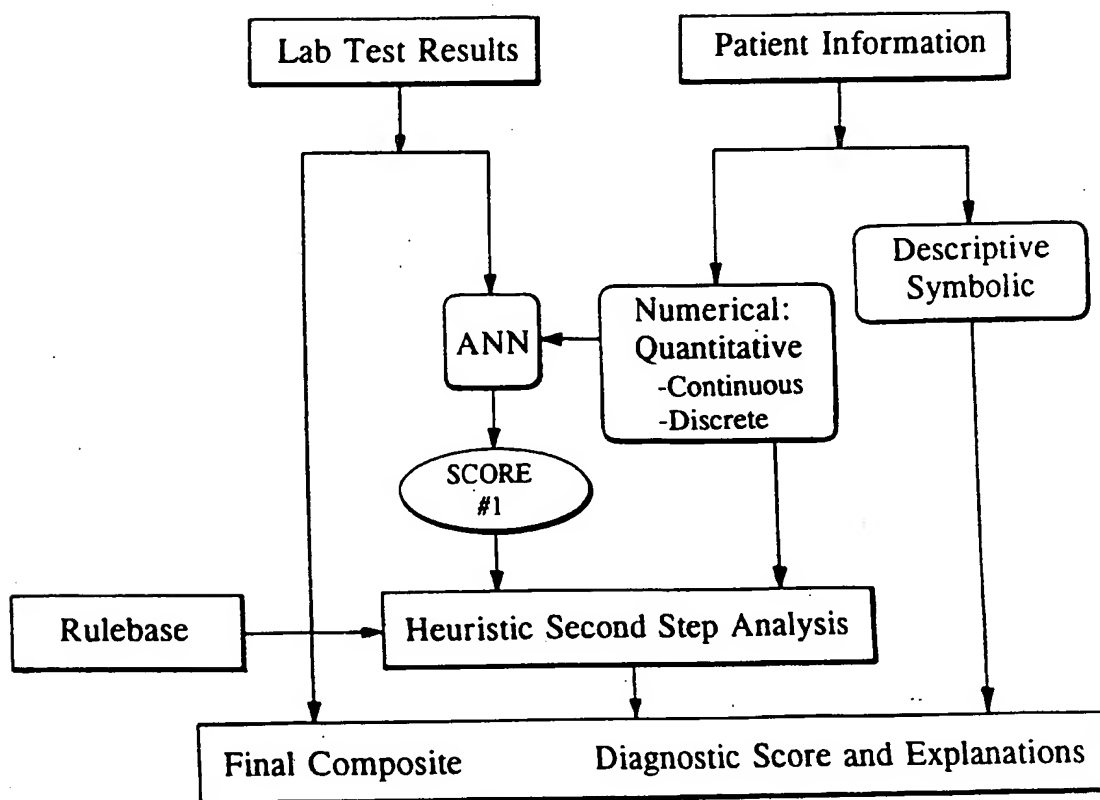 Lab Test Results
Patient Information
Descriptive
Symbolic
Numerical:
Quantitative
-Continuous
-Discrete
ANN
SCORE
#1
Rulebase
Heuristic Second Step Analysis
Final Composite Diagnostic Score and Explanations